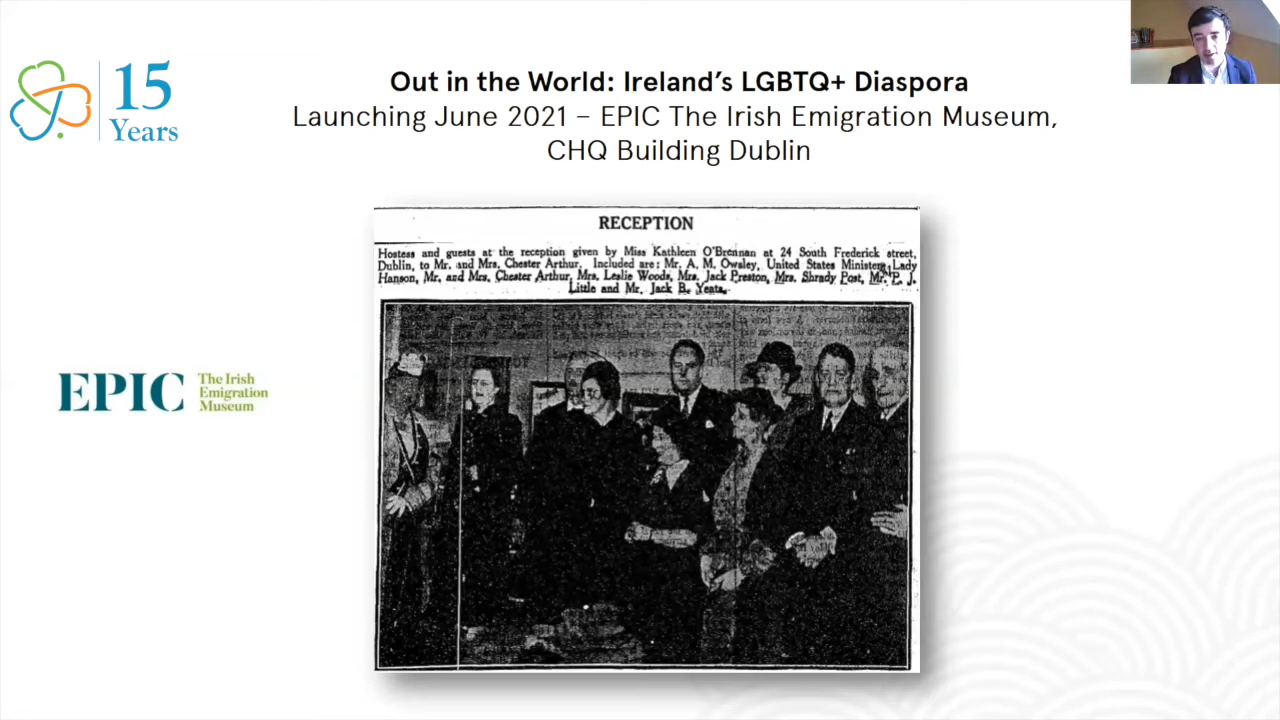 15
Years
Out in the World: Ireland’s LGBTQ+ Diaspora
Launching June 2021 – EPIC The Irish Emigration Museum,
CHQ Building Dublin
RECEPTION
Hostess and guests at the reception given by Miss Kathleen O'Brennan at 24 South Frederick street,
Dublin, to Mr. and Mrs. Chester Arthur. Included are: Mr. A. M. Owsley, United States Minister, Lady
Hanson, Mr. and Mrs. Chester Arthur, Mrs. Leslie Woods, Mrs. Jack Preston, Mrs. Shrady Post, Mr. P. J.
Little and Mr. Jack B. Yeats.
EPIC
The Irish
Emigration
Museum